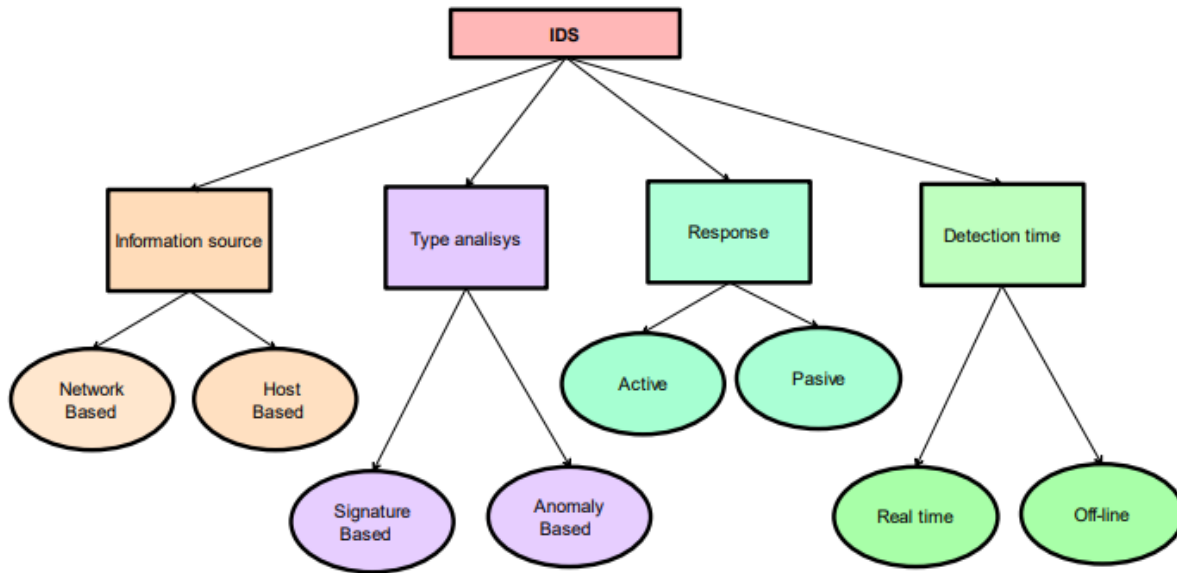 IDS
Information source
Type analisys
Response
Detection time
Network
Based
Host
Based
Active
Pasive
Signature
Based
Anomaly
Based
Real time
Off-line